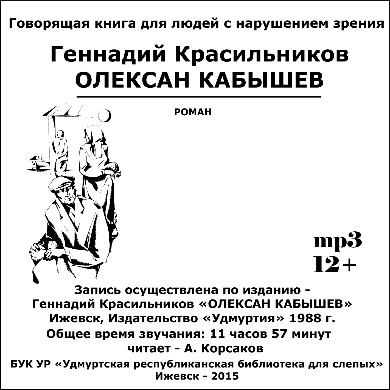 Говорящая книга для людей с нарушением зрения
Геннадий Красильников
ОЛЕКСАН КАБЫШЕВ
РОМАН
mp3
12+
Запись осуществлена по изданию -
Геннадий Красильников «ОЛЕКСАН КАБЫШЕВ»
Ижевск, Издательство «Удмуртия» 1988 г.
Общее время звучания: 11 часов 57 минут
читает - А. Корсаков
БУК УР «Удмуртская республиканская библиотека для слепых»
Ижевск - 2015